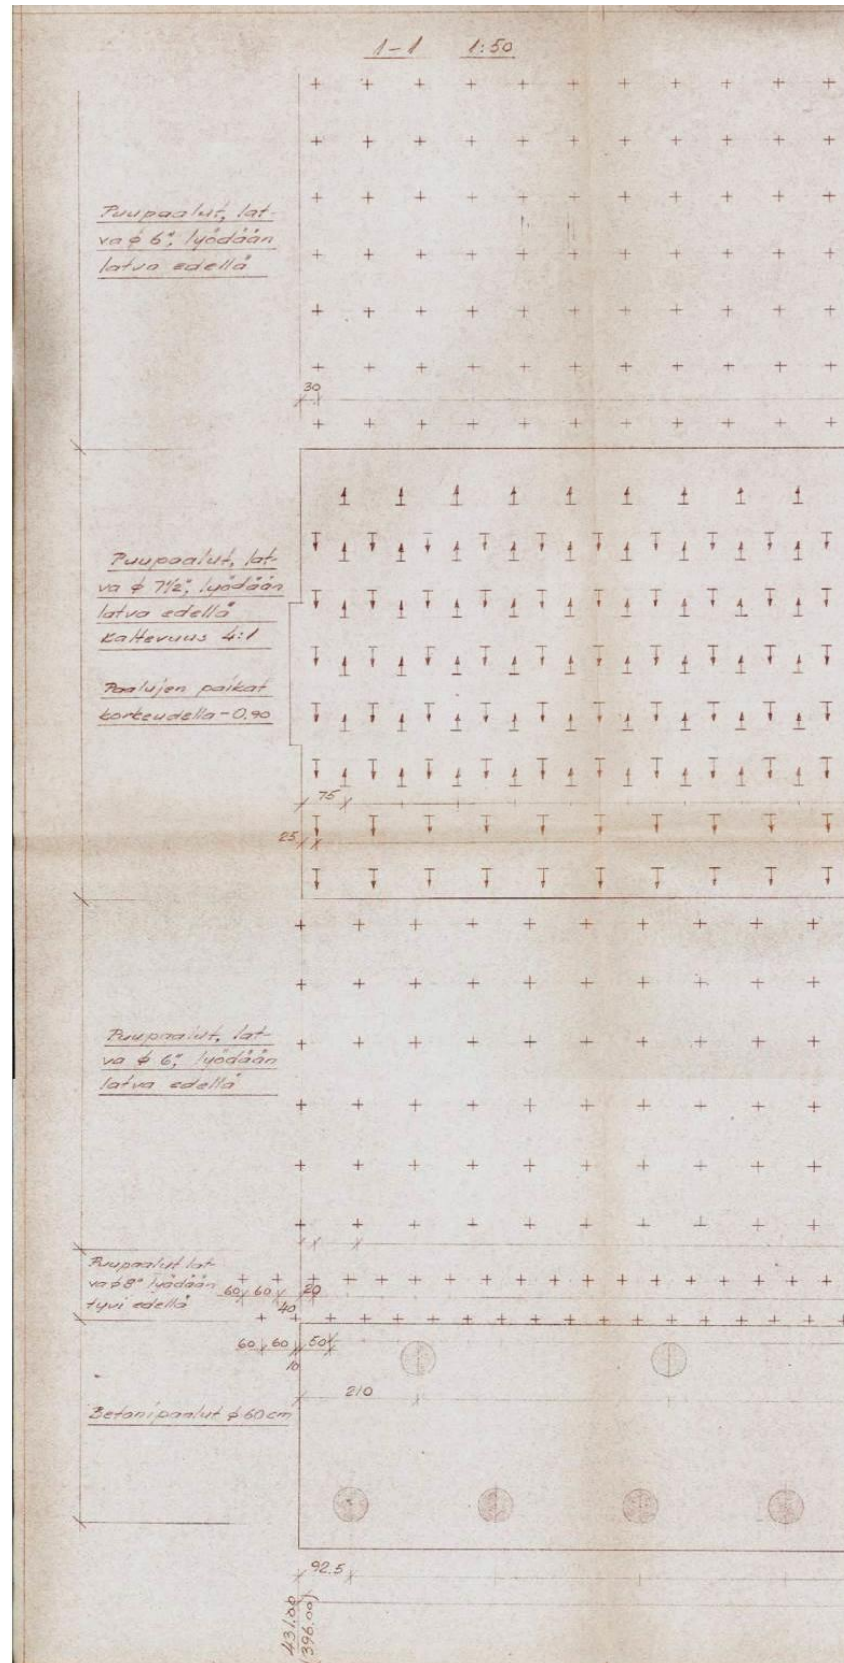 1-1 1:50
Puupaalut, lat-
va ⌀ 6", lyödään
latva edellä
30
Puupaalut, lat-
va ⌀ 7½", lyödään
latva edellä
Kaltevuus 4:1
Paalujen paikat
korkeudella -0,90
75
25
Puupaalut, lat-
va ⌀ 6", lyödään
latva edellä
Puupaalut lat-
va ⌀ 8" lyödään
tyvi edellä
60 60 20
40
60 60 50
10
210
Betonipaalut ⌀ 60 cm
92.5
431.00
(396.00)